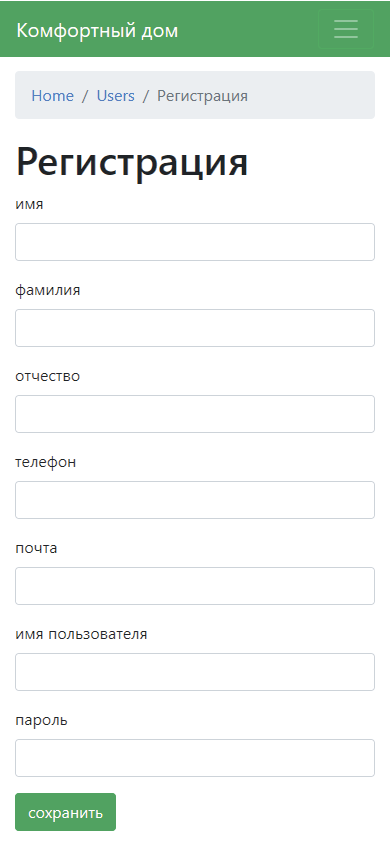 Комфортный дом
Home / Users / Регистрация
Регистрация
имя
фамилия
отчество
телефон
почта
имя пользователя
пароль
сохранить